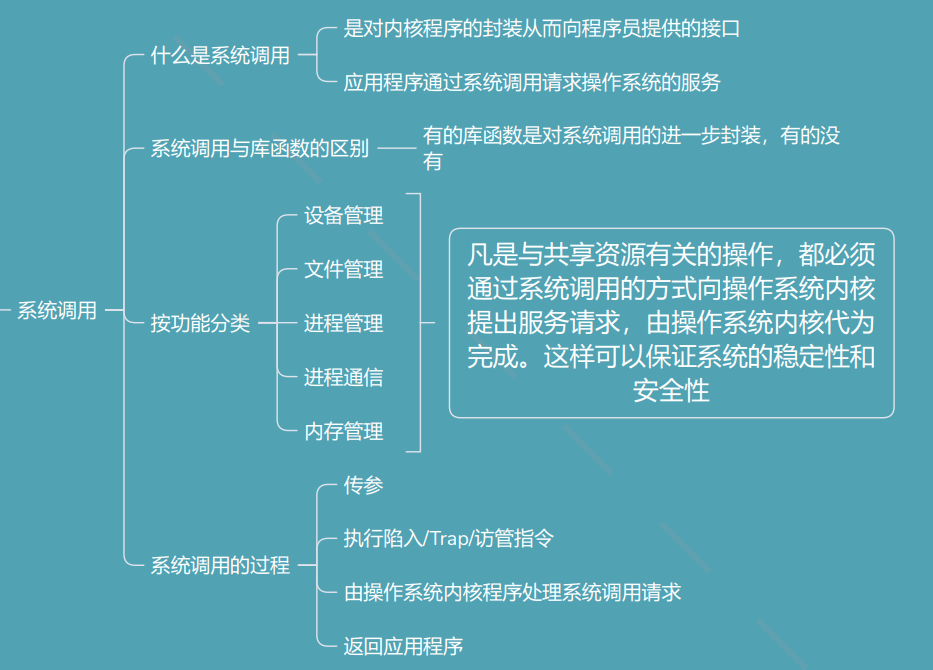 系统调用
什么是系统调用
是对内核程序的封装从而向程序员提供的接口
应用程序通过系统调用请求操作系统的服务
系统调用与库函数的区别
有的库函数是对系统调用的进一步封装，有的没
有
按功能分类
设备管理
文件管理
进程管理
进程通信
内存管理
凡是与共享资源有关的操作，都必须
通过系统调用的方式向操作系统内核
提出服务请求，由操作系统内核代为
完成。这样可以保证系统的稳定性和
安全性
系统调用的过程
传参
执行陷入/Trap/访管指令
由操作系统内核程序处理系统调用请求
返回应用程序